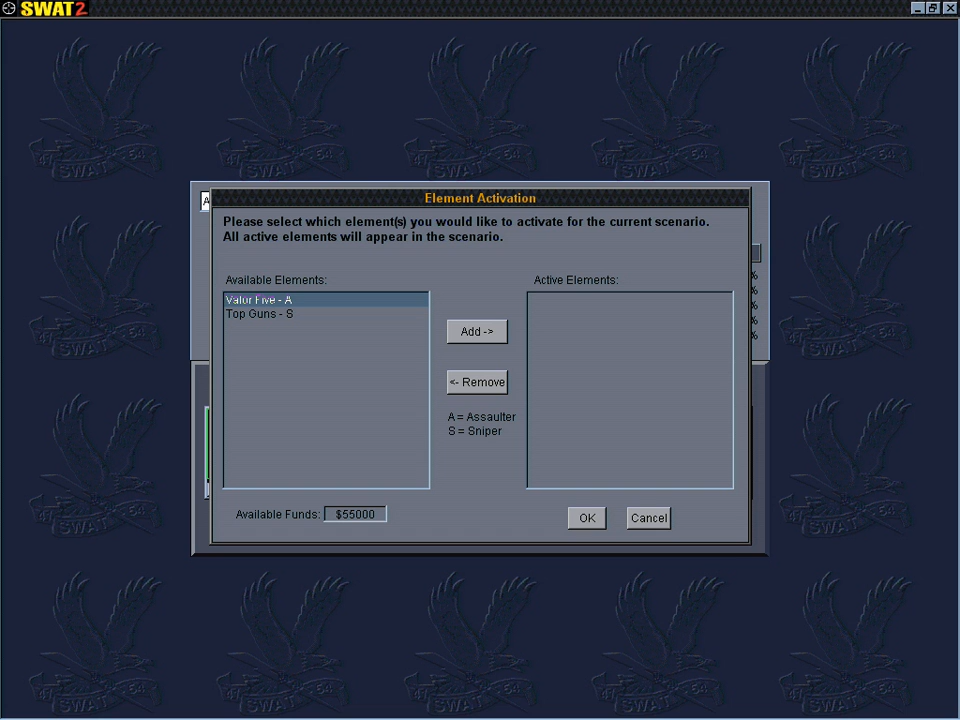 SWAT2
Element Activation
Please select which element(s) you would like to activate for the current scenario.
All active elements will appear in the scenario.
Available Elements:
Active Elements:
Valor Five - A
Top Guns - S
Add ->
<- Remove
A = Assaulter
S = Sniper
Available Funds: $55000
OK
Cancel
A
%
%
%
%
%